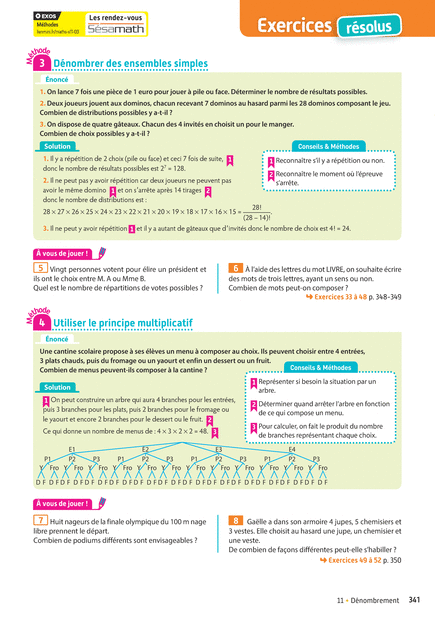 EXOS
Méthodes
Les rendez-vous
Sésamath
Exercices résolus
Méthode
3 Dénombrer des ensembles simples
Énoncé
1. On lance 7 fois une pièce de 1 euro pour jouer à pile ou face. Déterminer le nombre de résultats possibles.
2. Deux joueurs jouent aux dominos, chacun recevant 7 dominos au hasard parmi les 28 dominos composant le jeu.
Combien de distributions possibles y a-t-il ?
3. On dispose de quatre gâteaux. Chacun des 4 invités en choisit un pour le manger.
Combien de choix possibles y a-t-il ?
Solution
1. Il y a répétition de 2 choix (pile ou face) et ceci 7 fois de suite, 1
donc le nombre de résultats possibles est 2⁷ = 128.
2. Il ne peut pas y avoir répétition car deux joueurs ne peuvent pas
avoir le même domino 1 et on s'arrête après 14 tirages 2
donc le nombre de distributions est :
28 × 27 × 26 × 25 × 24 × 23 × 22 × 21 × 20 × 19 × 18 × 17 × 16 × 15 = 28! / (28 – 14)!
3. Il ne peut y avoir répétition 1 et il y a autant de gâteaux que d'invités donc le nombre de choix est 4! = 24.
Conseils & Méthodes
1 Reconnaître s'il y a répétition ou non.
2 Reconnaître le moment où l'épreuve
s'arrête.
À vous de jouer !
5 Vingt personnes votent pour élire un président et
ils ont le choix entre M. A ou Mme B.
Quel est le nombre de répartitions de votes possibles ?
6 À l'aide des lettres du mot LIVRE, on souhaite écrire
des mots de trois lettres, ayant un sens ou non.
Combien de mots peut-on composer ?
Exercices 33 à 48 p. 348-349
Méthode
4 Utiliser le principe multiplicatif
Énoncé
Une cantine scolaire propose à ses élèves un menu à composer au choix. Ils peuvent choisir entre 4 entrées,
3 plats chauds, puis du fromage ou un yaourt et enfin un dessert ou un fruit.
Combien de menus peuvent-ils composer à la cantine ?
Solution
1 On peut construire un arbre qui aura 4 branches pour les entrées,
puis 3 branches pour les plats, puis 2 branches pour le fromage ou
le yaourt et encore 2 branches pour le dessert ou le fruit. 2
Ce qui donne un nombre de menus de : 4 × 3 × 2 × 2 = 48. 3
Conseils & Méthodes
1 Représenter si besoin la situation par un
arbre.
2 Déterminer quand arrêter l'arbre en fonction
de ce qui compose un menu.
3 Pour calculer, on fait le produit du nombre
de branches représentant chaque choix.
E1 E2 E3 E4
P1 P2 P3 P1 P2 P3 P1 P2 P3 P1 P2 P3
Y Fro Y Fro Y Fro Y Fro Y Fro Y Fro Y Fro Y Fro Y Fro Y Fro Y Fro Y Fro
D F D F D F D F D F D F D F D F D F D F D F D F D F D F D F D F D F D F D F D F D F D F D F D F
À vous de jouer !
7 Huit nageurs de la finale olympique du 100 m nage
libre prennent le départ.
Combien de podiums différents sont envisageables ?
8 Gaëlle a dans son armoire 4 jupes, 5 chemisiers et
3 vestes. Elle choisit au hasard une jupe, un chemisier et
une veste.
De combien de façons différentes peut-elle s'habiller ?
Exercices 49 à 52 p. 350
11 • Dénombrement 341